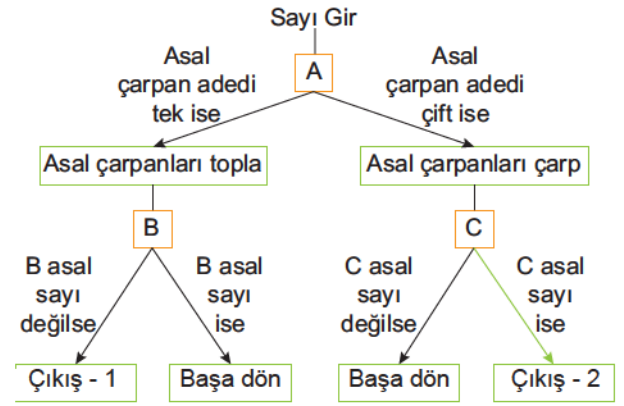 Sayı Gir
Asal
çarpan adedi
tek ise
A
Asal
çarpan adedi
çift ise
Asal çarpanları topla
Asal çarpanları çarp
B
C
B asal
sayı
değilse
B asal
sayı
ise
C asal
sayı
değilse
C asal
sayı
ise
Çıkış - 1
Başa dön
Başa dön
Çıkış - 2